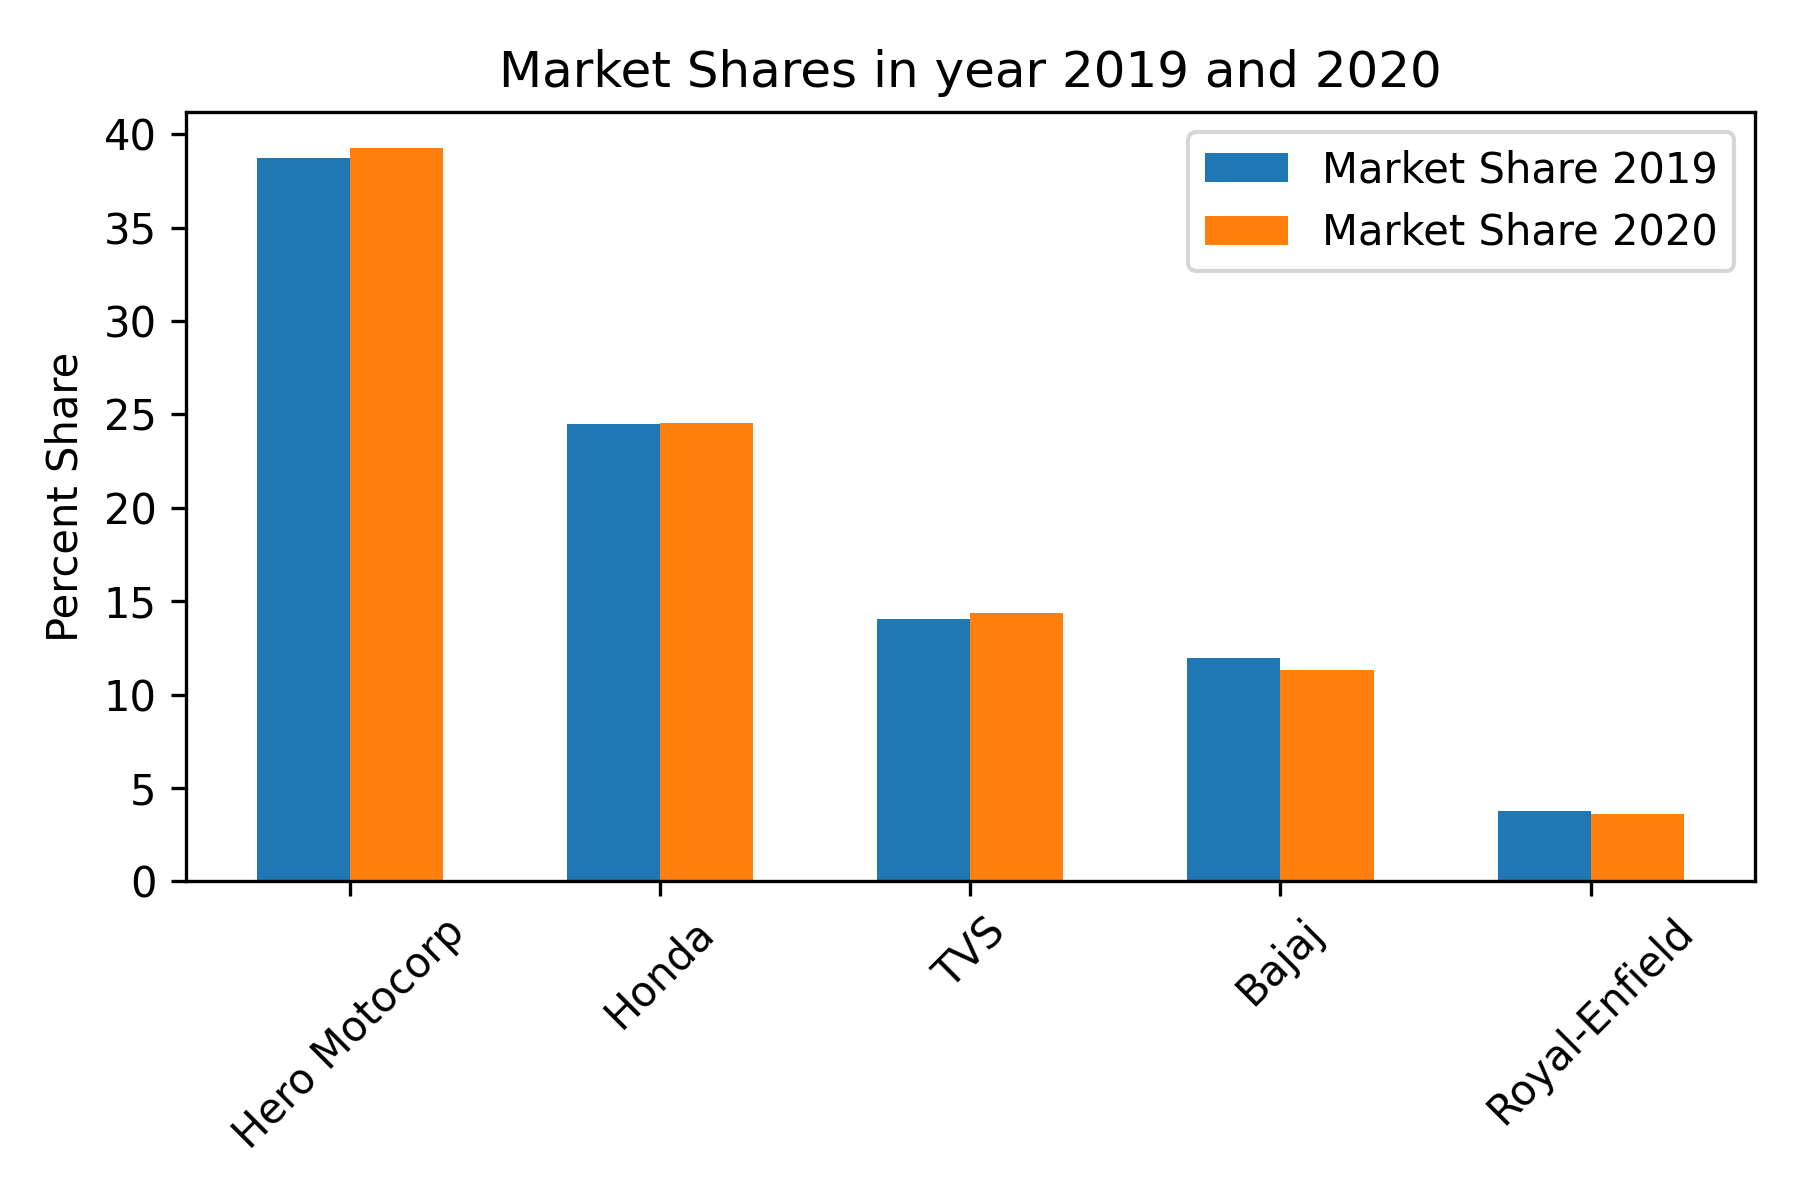 Market Shares in year 2019 and 2020
Market Share 2019
Market Share 2020
Percent Share
40
35
30
25
20
15
10
5
0
Hero Motocorp
Honda
TVS
Bajaj
Royal-Enfield